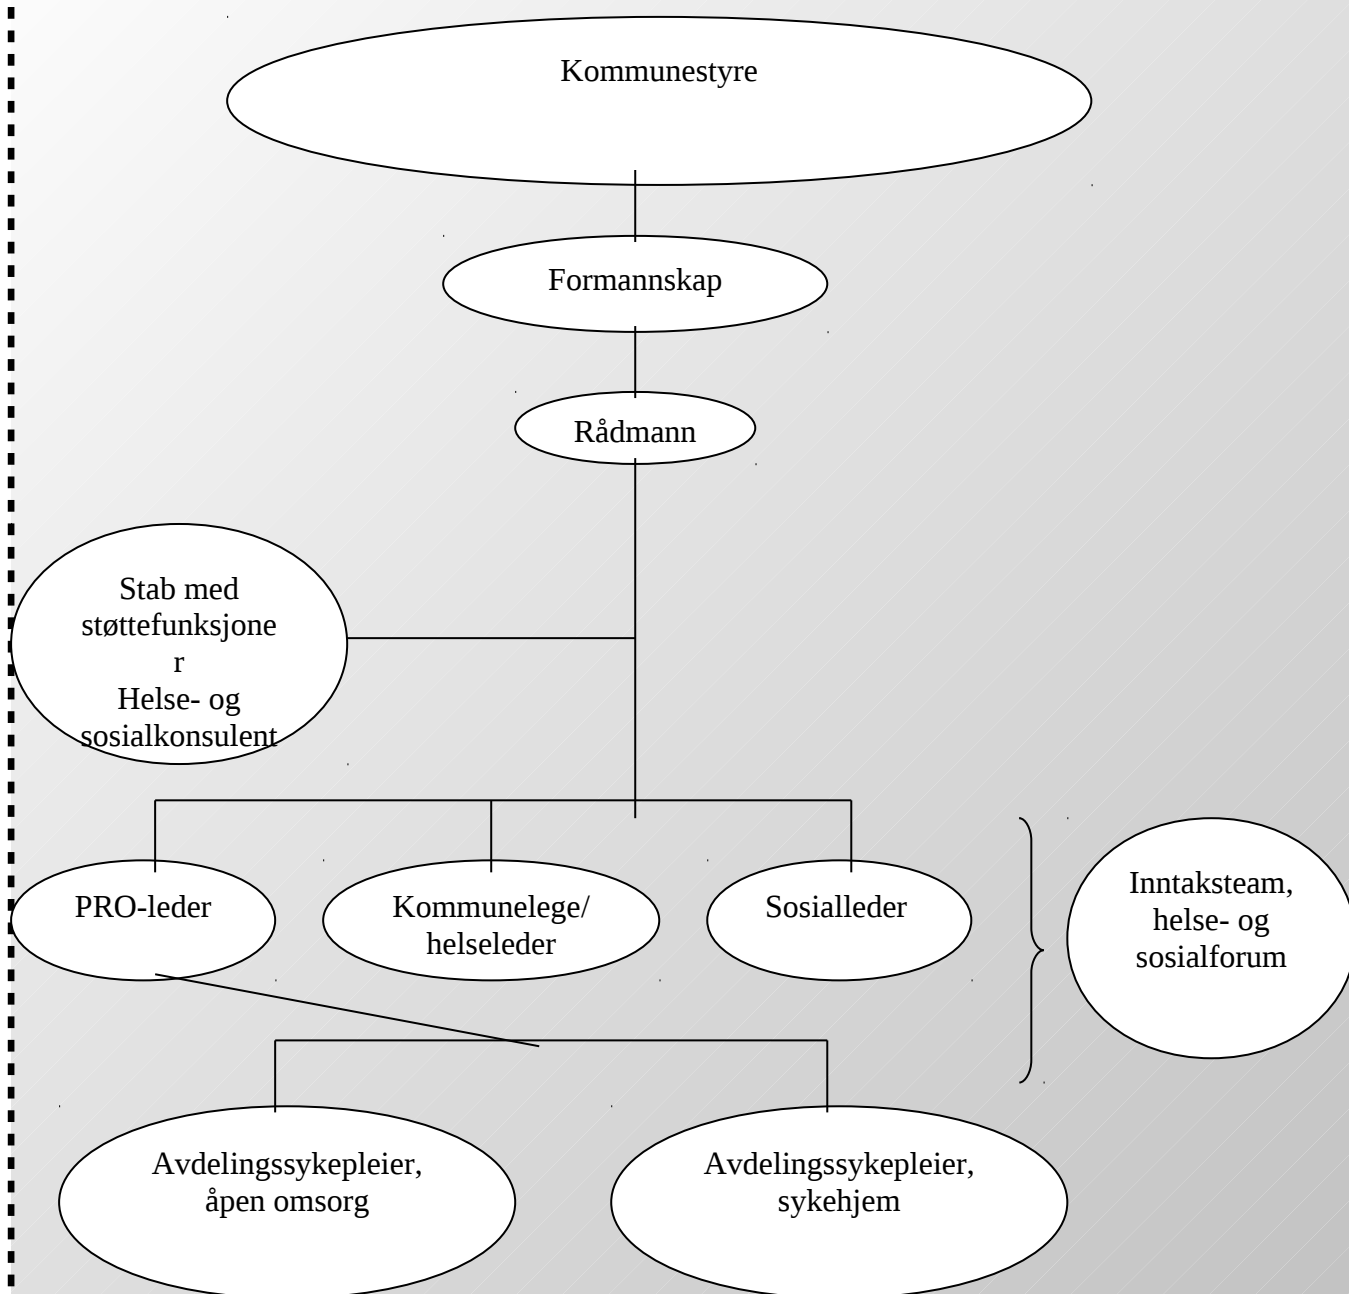 Kommunestyre
Formannskap
Rådmann
Stab med
støttefunksjone
r
Helse- og
sosialkonsulent
PRO-leder
Kommunelege/
helseleder
Sosialleder
Inntaksteam,
helse- og
sosialforum
Avdelingssykepleier,
åpen omsorg
Avdelingssykepleier,
sykehjem